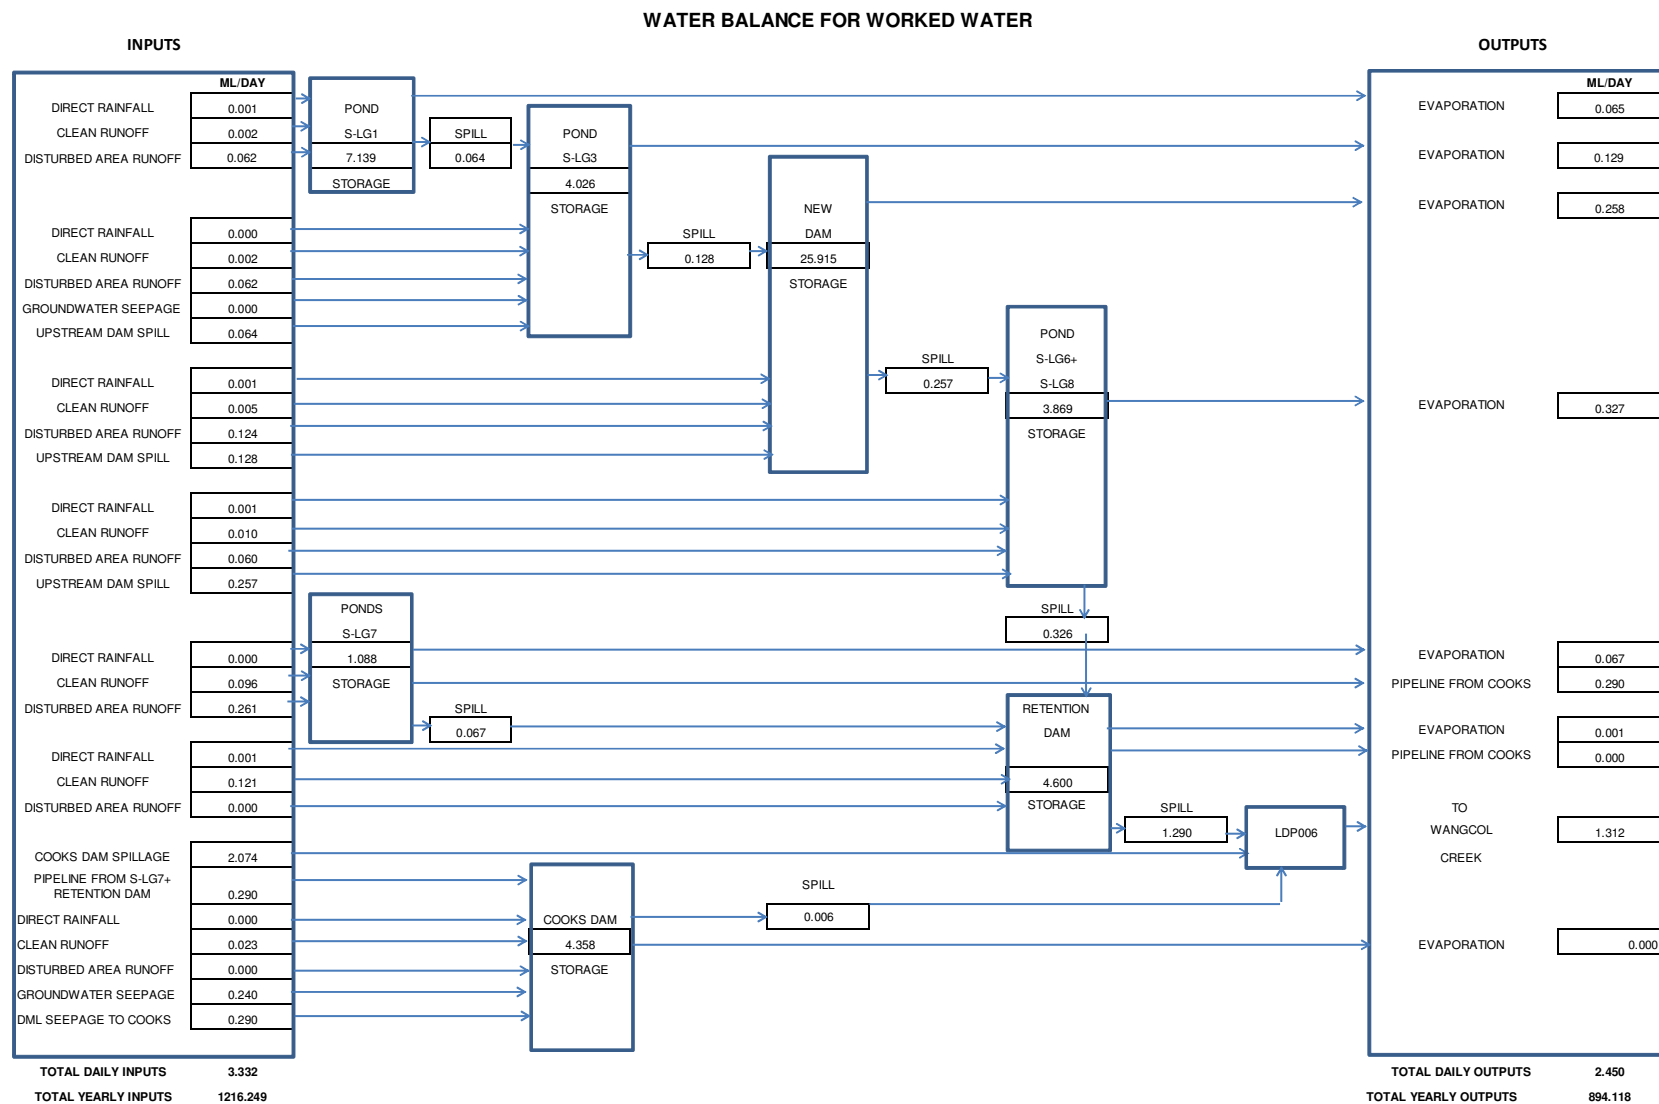 WATER BALANCE FOR WORKED WATER
INPUTS
OUTPUTS
ML/DAY
DIRECT RAINFALL 0.001
CLEAN RUNOFF 0.002
DISTURBED AREA RUNOFF 0.062
POND
S-LG1
7.139
STORAGE
SPILL
0.064
POND
S-LG3
4.026
STORAGE
DIRECT RAINFALL 0.000
CLEAN RUNOFF 0.002
DISTURBED AREA RUNOFF 0.062
GROUNDWATER SEEPAGE 0.000
UPSTREAM DAM SPILL 0.064
SPILL
0.128
NEW
DAM
25.915
STORAGE
DIRECT RAINFALL 0.001
CLEAN RUNOFF 0.005
DISTURBED AREA RUNOFF 0.124
UPSTREAM DAM SPILL 0.128
SPILL
0.257
POND
S-LG6+
S-LG8
3.869
STORAGE
DIRECT RAINFALL 0.001
CLEAN RUNOFF 0.010
DISTURBED AREA RUNOFF 0.060
UPSTREAM DAM SPILL 0.257
SPILL
0.326
PONDS
S-LG7
1.088
STORAGE
DIRECT RAINFALL 0.000
CLEAN RUNOFF 0.096
DISTURBED AREA RUNOFF 0.261
SPILL
0.067
RETENTION
DAM
4.600
STORAGE
DIRECT RAINFALL 0.001
CLEAN RUNOFF 0.121
DISTURBED AREA RUNOFF 0.000
SPILL
1.290
LDP006
COOKS DAM SPILLAGE 2.074
PIPELINE FROM S-LG7+
RETENTION DAM 0.290
DIRECT RAINFALL 0.000
CLEAN RUNOFF 0.023
DISTURBED AREA RUNOFF 0.000
GROUNDWATER SEEPAGE 0.240
DML SEEPAGE TO COOKS 0.290
COOKS DAM
4.358
STORAGE
SPILL
0.006
ML/DAY
EVAPORATION 0.065
EVAPORATION 0.129
EVAPORATION 0.258
EVAPORATION 0.327
EVAPORATION 0.067
PIPELINE FROM COOKS 0.290
EVAPORATION 0.001
PIPELINE FROM COOKS 0.000
TO
WANGCOL 1.312
CREEK
EVAPORATION 0.000
TOTAL DAILY INPUTS 3.332
TOTAL YEARLY INPUTS 1216.249
TOTAL DAILY OUTPUTS 2.450
TOTAL YEARLY OUTPUTS 894.118